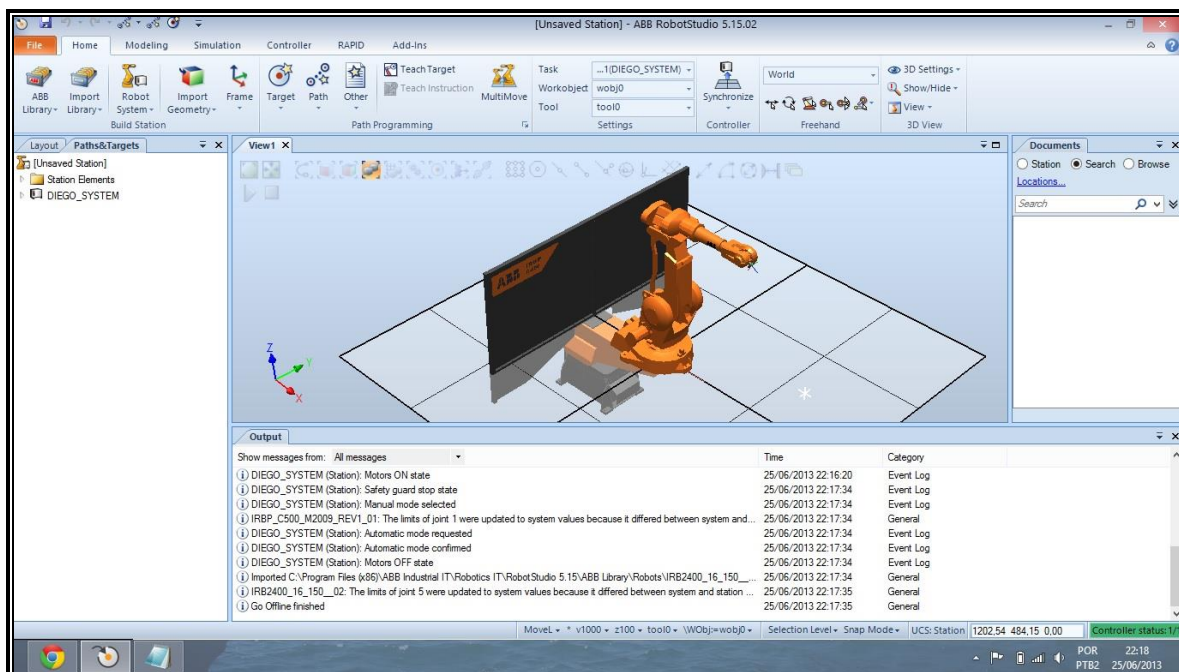 [Unsaved Station] - ABB RobotStudio 5.15.02
File Home Modeling Simulation Controller RAPID Add-Ins
ABB Library
Import Library
Robot System
Import Geometry
Build Station
Frame
Target
Path
Other
Teach Target
Teach Instruction
MultiMove
Path Programming
Task ...1(DIEGO_SYSTEM)
Workobject wobj0
Tool tool0
Settings
Synchronize
Controller
World
Freehand
3D Settings
Show/Hide
View
3D View
Layout Paths&Targets
[Unsaved Station]
Station Elements
DIEGO_SYSTEM
View1
ABB
Z
Y
X
Documents
Station Search Browse
Locations...
Search
Output
Show messages from: All messages Time Category
DIEGO_SYSTEM (Station): Motors ON state 25/06/2013 22:16:20 Event Log
DIEGO_SYSTEM (Station): Safety guard stop state 25/06/2013 22:17:34 Event Log
DIEGO_SYSTEM (Station): Manual mode selected 25/06/2013 22:17:34 Event Log
IRBP_C500_M2009_REV1_01: The limits of joint 1 were updated to system values because it differed between system and... 25/06/2013 22:17:34 General
DIEGO_SYSTEM (Station): Automatic mode requested 25/06/2013 22:17:34 Event Log
DIEGO_SYSTEM (Station): Automatic mode confirmed 25/06/2013 22:17:34 Event Log
DIEGO_SYSTEM (Station): Motors OFF state 25/06/2013 22:17:34 Event Log
Imported C:\Program Files (x86)\ABB Industrial IT\Robotics IT\RobotStudio 5.15\ABB Library\Robots\IRB2400_16_150__... 25/06/2013 22:17:34 General
IRB2400_16_150__02: The limits of joint 5 were updated to system values because it differed between system and station ... 25/06/2013 22:17:35 General
Go Offline finished 25/06/2013 22:17:35 General
MoveL * v1000 z100 tool0 \WObj:=wobj0 Selection Level Snap Mode UCS: Station 1202,54 484,15 0,00 Controller status: 1/1
POR 22:18
PTB2 25/06/2013